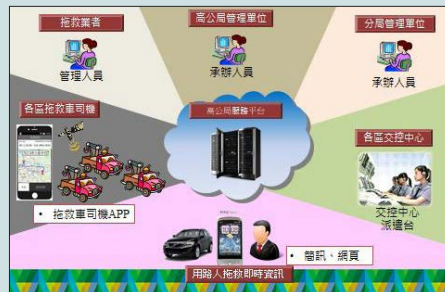 拖救業者
高公局管理單位
分局管理單位
管理人員
承辦人員
承辦人員
各區拖救車司機
高公局服務平台
各區交控中心
• 拖救車司機APP
交控中心
派遣台
• 簡訊、網頁
用路人拖救即時資訊